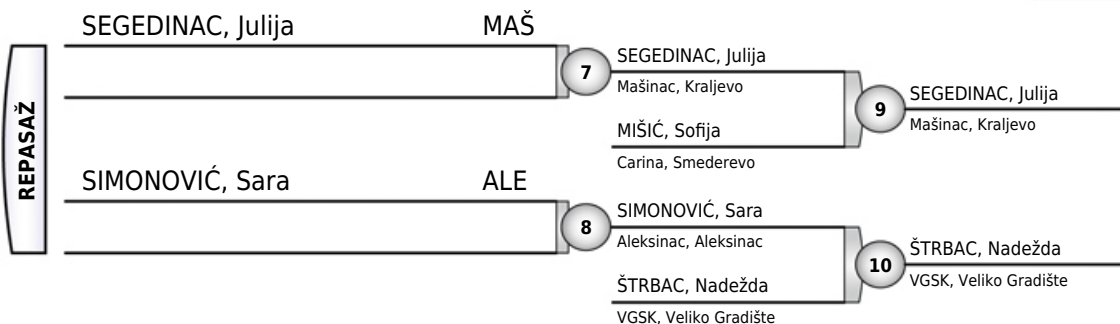 REPASAŽ
SEGEDINAC, Julija MAŠ
7
SEGEDINAC, Julija
Mašinac, Kraljevo
MIŠIĆ, Sofija
Carina, Smederevo
9
SEGEDINAC, Julija
Mašinac, Kraljevo
SIMONOVIĆ, Sara ALE
8
SIMONOVIĆ, Sara
Aleksinac, Aleksinac
ŠTRBAC, Nadežda
VGSK, Veliko Gradište
10
ŠTRBAC, Nadežda
VGSK, Veliko Gradište